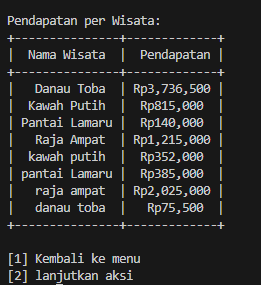 Pendapatan per Wisata:
+---------------+------------+
|  Nama Wisata  | Pendapatan |
+---------------+------------+
|   Danau Toba  | Rp3,736,500 |
|  Kawah Putih  |  Rp815,000  |
| Pantai Lamaru |  Rp140,000  |
|   Raja Ampat  | Rp1,215,000 |
|  kawah putih  |  Rp352,000  |
| pantai Lamaru |  Rp385,000  |
|   raja ampat  | Rp2,025,000 |
|   danau toba  |   Rp75,500  |
+---------------+------------+
[1] Kembali ke menu
[2] lanjutkan aksi